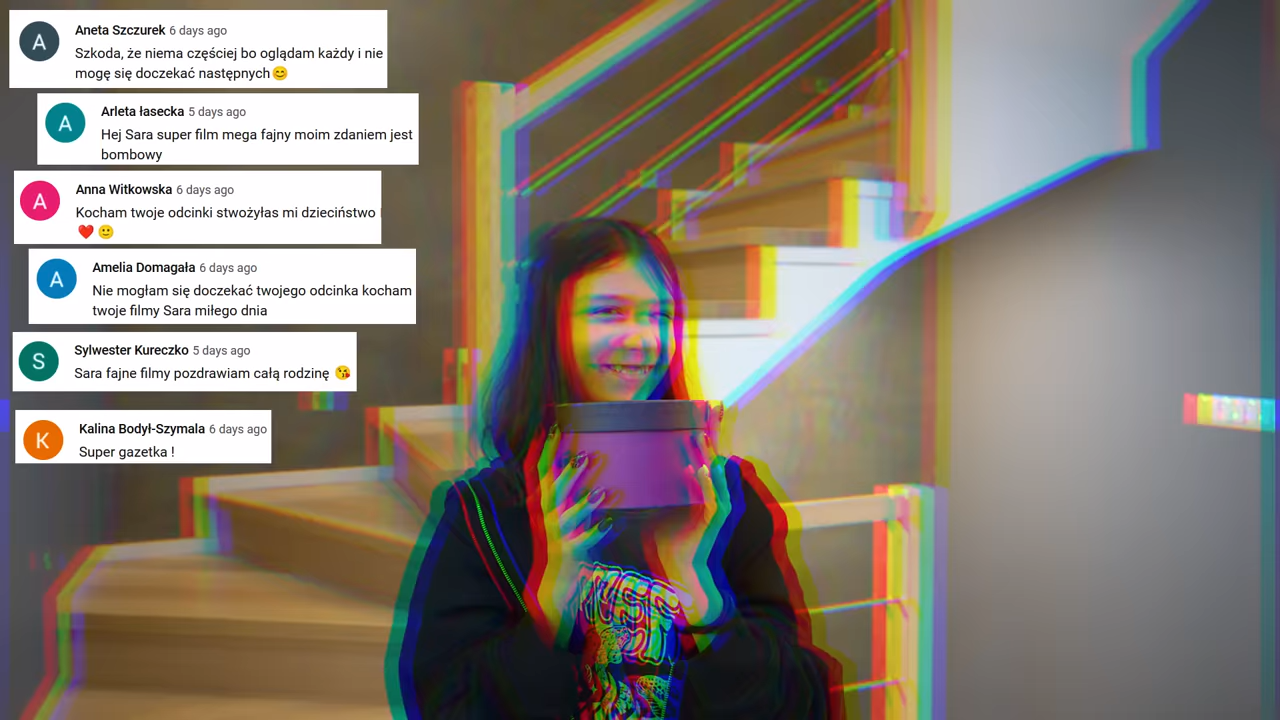 A
Aneta Szczurek 6 days ago
Szkoda, że niema częściej bo oglądam każdy i nie
mogę się doczekać następnych😊
A
Arleta łasecka 5 days ago
Hej Sara super film mega fajny moim zdaniem jest
bombowy
A
Anna Witkowska 6 days ago
Kocham twoje odcinki stwożyłas mi dzieciństwo
❤️ 🙂
A
Amelia Domagała 6 days ago
Nie mogłam się doczekać twojego odcinka kocham
twoje filmy Sara miłego dnia
S
Sylwester Kureczko 5 days ago
Sara fajne filmy pozdrawiam całą rodzinę 😘
K
Kalina Bodył-Szymala 6 days ago
Super gazetka !